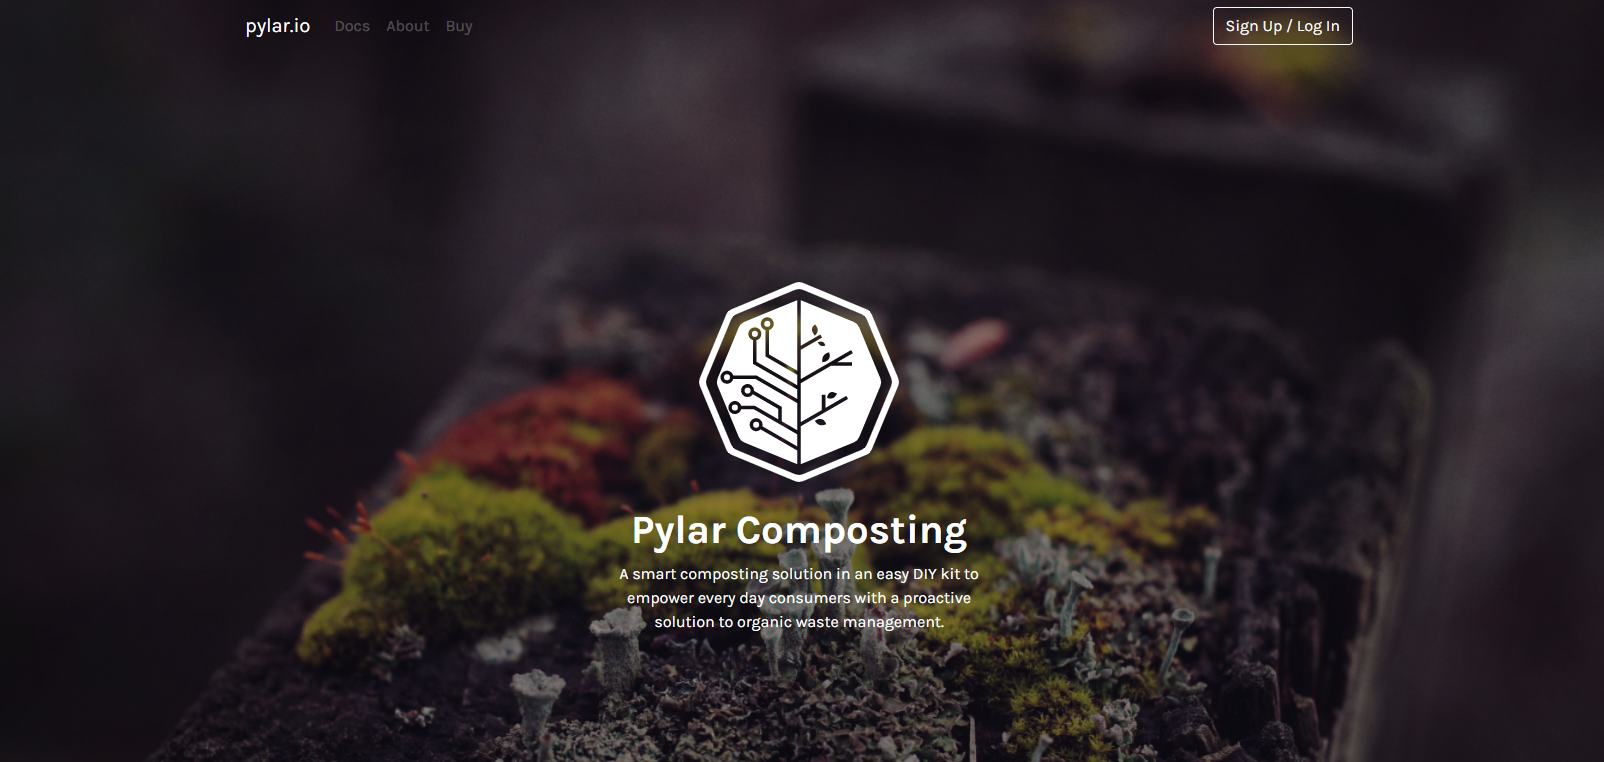 pylar.io Docs About Buy Sign Up / Log In
Pylar Composting
A smart composting solution in an easy DIY kit to
empower every day consumers with a proactive
solution to organic waste management.